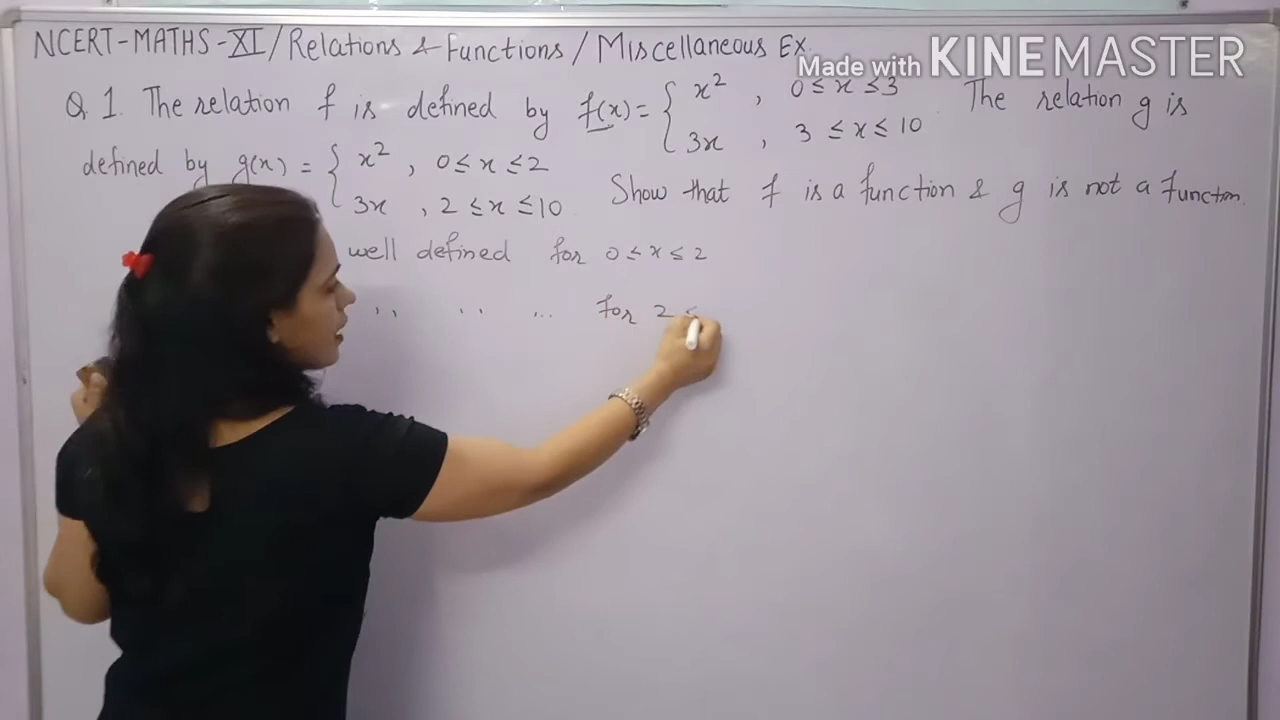 NCERT-MATHS-XI/Relations & Functions/Miscellaneous Ex.
Made with KINEMASTER
Q 1. The relation f is defined by f(x) = { x² , 0 ≤ x ≤ 3 The relation g is
3x , 3 ≤ x ≤ 10
defined by g(x) = { x² , 0 ≤ x ≤ 2
3x , 2 ≤ x ≤ 10 Show that f is a function & g is not a function.
well defined for 0 ≤ x ≤ 2
,, ,, ... for 2 ≤